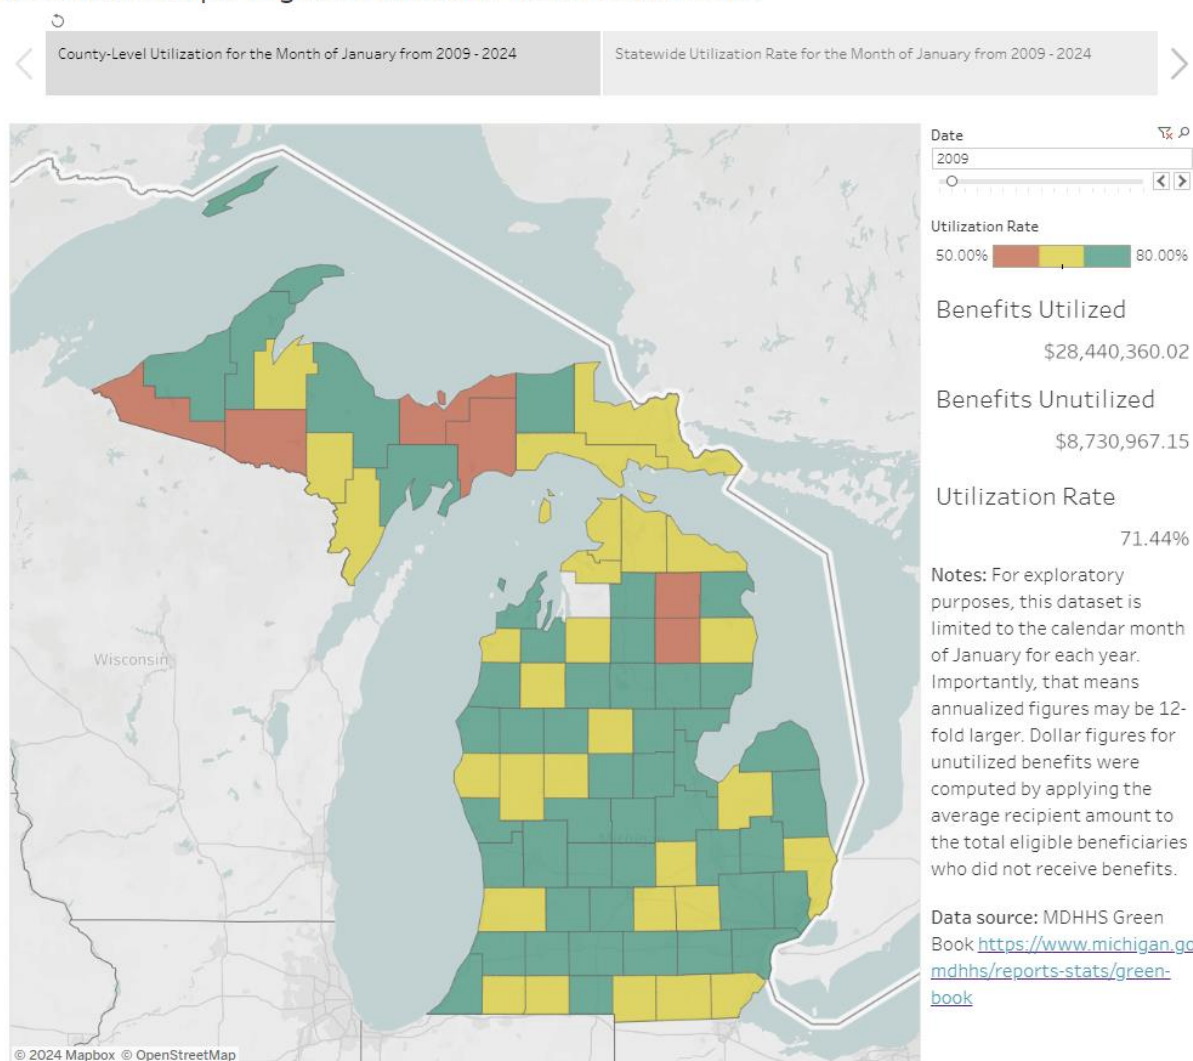 County-Level Utilization for the Month of January from 2009 - 2024
Statewide Utilization Rate for the Month of January from 2009 - 2024
Date
2009
Utilization Rate
50.00%
80.00%
Benefits Utilized
$28,440,360.02
Benefits Unutilized
$8,730,967.15
Utilization Rate
71.44%
Notes: For exploratory
purposes, this dataset is
limited to the calendar month
of January for each year.
Importantly, that means
annualized figures may be 12-
fold larger. Dollar figures for
unutilized benefits were
computed by applying the
average recipient amount to
the total eligible beneficiaries
who did not receive benefits.
Data source: MDHHS Green
Book https://www.michigan.go
mdhhs/reports-stats/green-
book
Wisconsin
© 2024 Mapbox © OpenStreetMap